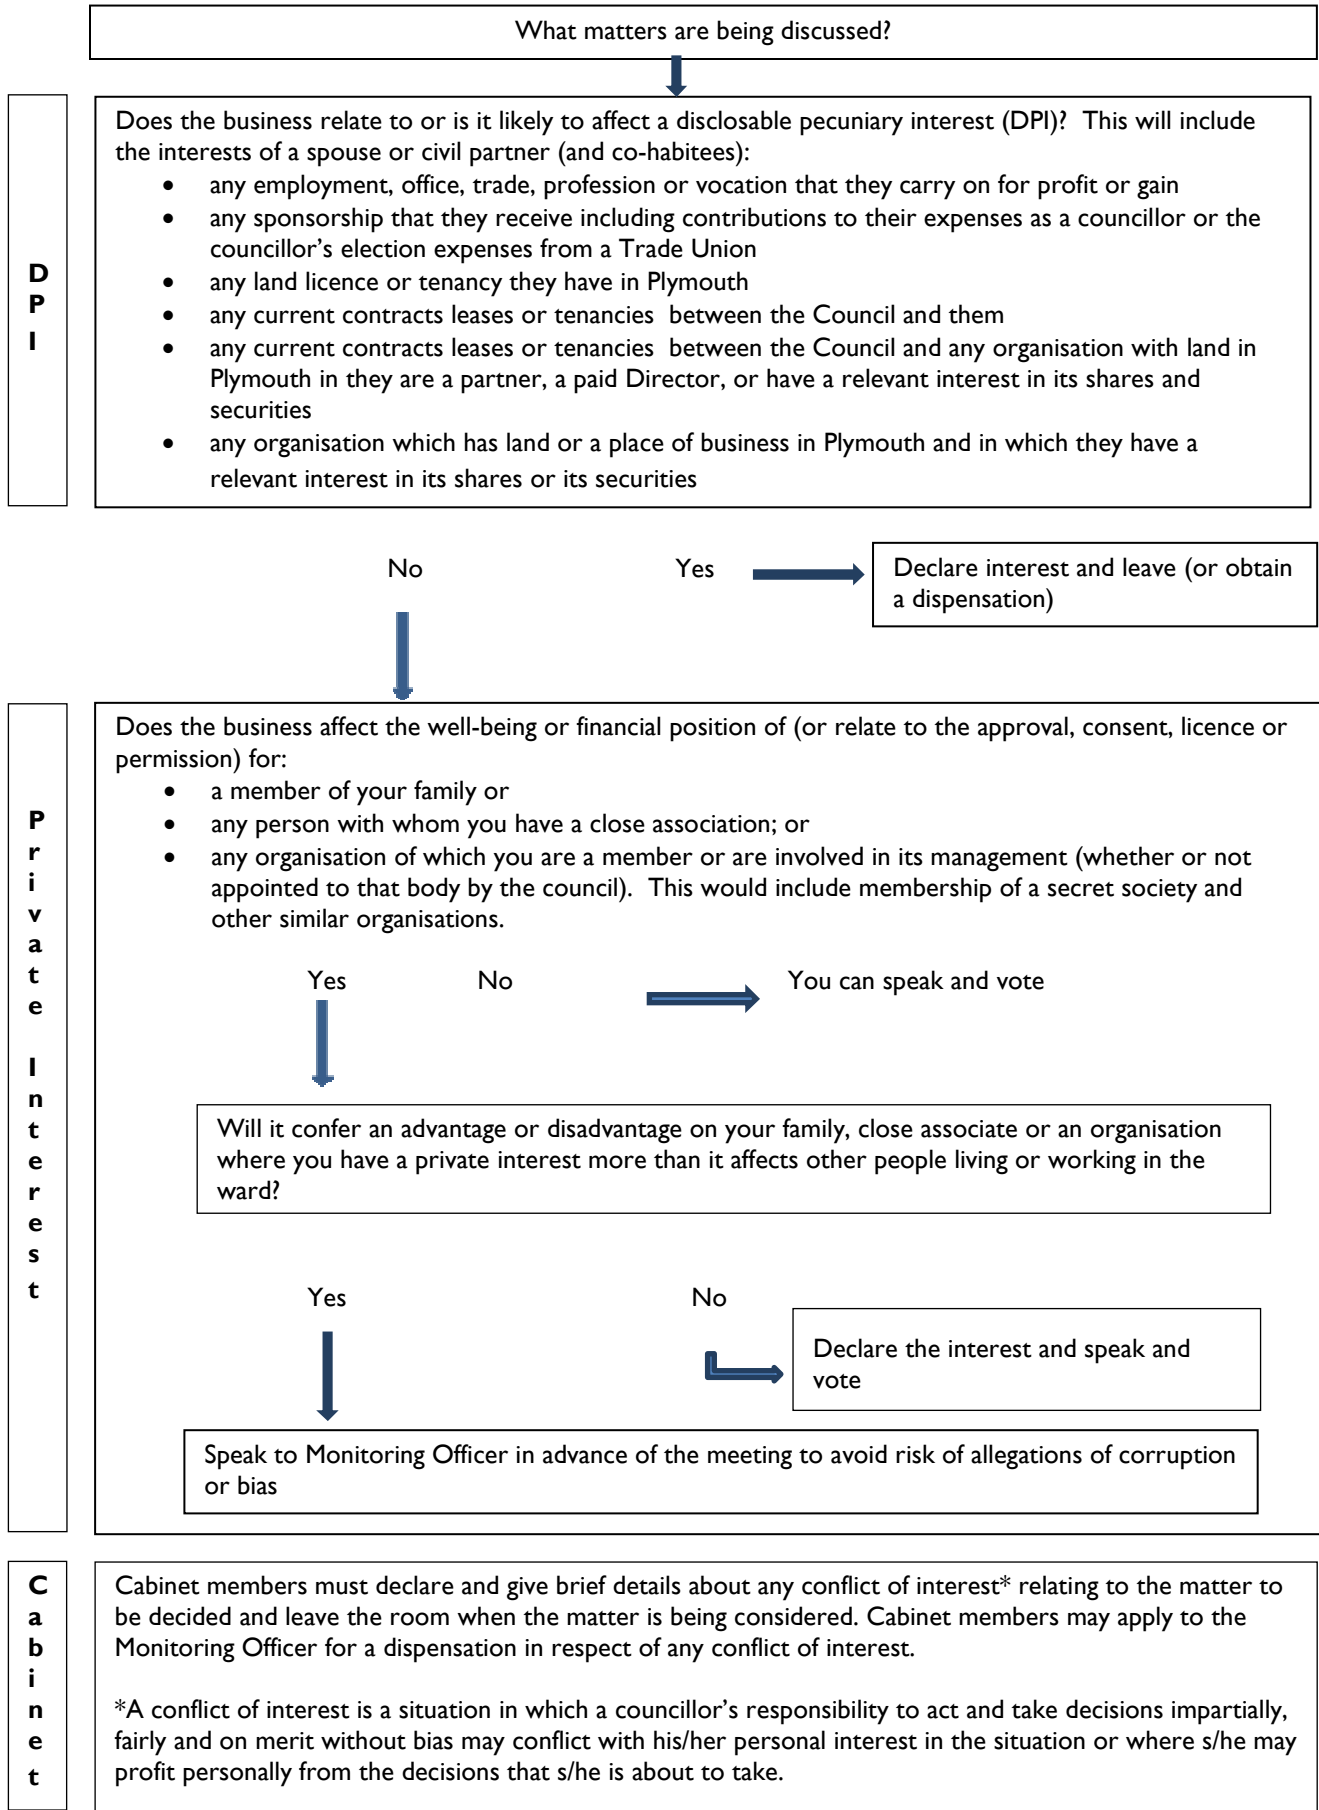 What matters are being discussed?
D
P
I
Does the business relate to or is it likely to affect a disclosable pecuniary interest (DPI)? This will include
the interests of a spouse or civil partner (and co-habitees):
• any employment, office, trade, profession or vocation that they carry on for profit or gain
• any sponsorship that they receive including contributions to their expenses as a councillor or the
councillor's election expenses from a Trade Union
• any land licence or tenancy they have in Plymouth
• any current contracts leases or tenancies between the Council and them
• any current contracts leases or tenancies between the Council and any organisation with land in
Plymouth in they are a partner, a paid Director, or have a relevant interest in its shares and
securities
• any organisation which has land or a place of business in Plymouth and in which they have a
relevant interest in its shares or its securities
No
Yes
Declare interest and leave (or obtain
a dispensation)
P
r
i
v
a
t
e
I
n
t
e
r
e
s
t
Does the business affect the well-being or financial position of (or relate to the approval, consent, licence or
permission) for:
• a member of your family or
• any person with whom you have a close association; or
• any organisation of which you are a member or are involved in its management (whether or not
appointed to that body by the council). This would include membership of a secret society and
other similar organisations.
Yes
No
You can speak and vote
Will it confer an advantage or disadvantage on your family, close associate or an organisation
where you have a private interest more than it affects other people living or working in the
ward?
Yes
No
Declare the interest and speak and
vote
Speak to Monitoring Officer in advance of the meeting to avoid risk of allegations of corruption
or bias
C
a
b
i
n
e
t
Cabinet members must declare and give brief details about any conflict of interest* relating to the matter to
be decided and leave the room when the matter is being considered. Cabinet members may apply to the
Monitoring Officer for a dispensation in respect of any conflict of interest.
*A conflict of interest is a situation in which a councillor's responsibility to act and take decisions impartially,
fairly and on merit without bias may conflict with his/her personal interest in the situation or where s/he may
profit personally from the decisions that s/he is about to take.